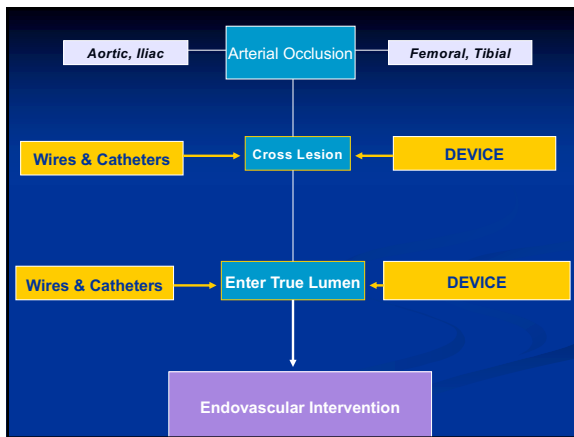 Aortic, Iliac
Arterial Occlusion
Femoral, Tibial
Wires & Catheters
Cross Lesion
DEVICE
Wires & Catheters
Enter True Lumen
DEVICE
Endovascular Intervention